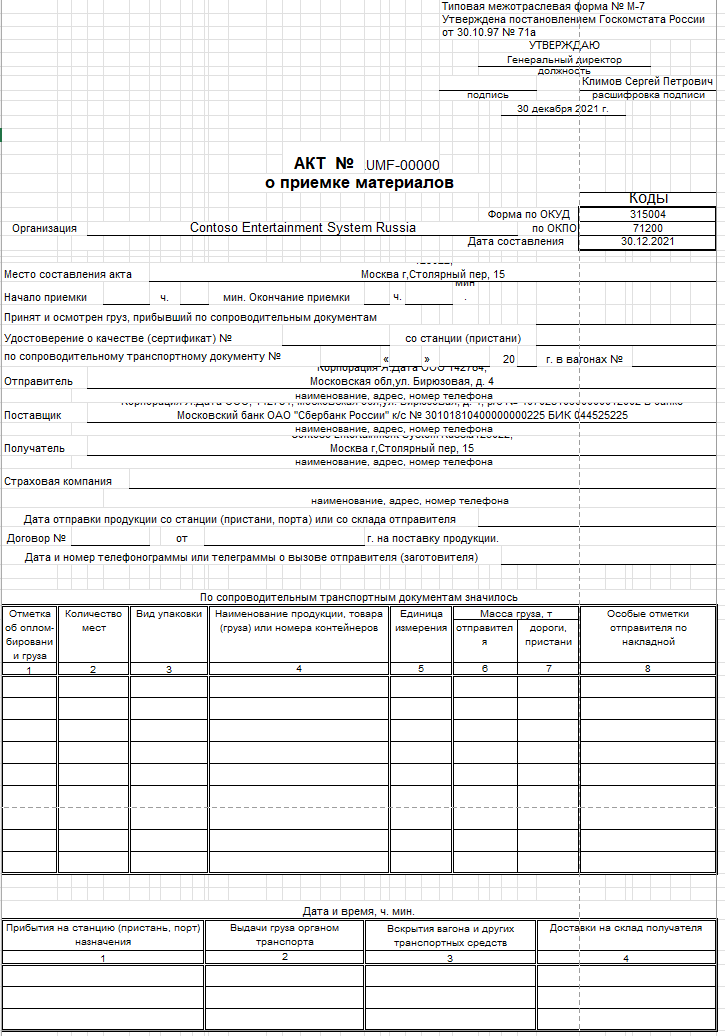 Типовая межотраслевая форма № М-7
Утверждена постановлением Госкомстата России
от 30.10.97 № 71а
УТВЕРЖДАЮ
Генеральный директор
должность
Климов Сергей Петрович
подпись расшифровка подписи
30 декабря 2021 г.
АКТ № UMF-00000
о приемке материалов
Коды
Форма по ОКУД 315004
Организация Contoso Entertainment System Russia по ОКПО 71200
Дата составления 30.12.2021
Место составления акта Москва г,Столярный пер, 15
мин
Начало приемки ч. мин. Окончание приемки ч. .
Принят и осмотрен груз, прибывший по сопроводительным документам
Удостоверение о качестве (сертификат) № со станции (пристани)
по сопроводительному транспортному документу № « » 20 г. в вагонах №
Корпорация Я.Дата ООО 142784,
Отправитель Московская обл,ул. Бирюзовая, д. 4
наименование, адрес, номер телефона
Поставщик Московский банк ОАО "Сбербанк России" к/с № 30101810400000000225 БИК 044525225
наименование, адрес, номер телефона
Получатель Москва г,Столярный пер, 15
наименование, адрес, номер телефона
Страховая компания
наименование, адрес, номер телефона
Дата отправки продукции со станции (пристани, порта) или со склада отправителя
Договор № от г. на поставку продукции.
Дата и номер телефонограммы или телеграммы о вызове отправителя (заготовителя)
По сопроводительным транспортным документам значилось
Отметка Количество Вид упаковки Наименование продукции, товара Единица Масса груза, т Особые отметки
об оплом- мест (груза) или номера контейнеров измерения отправител дороги, отправителя по
бировани я пристани накладной
и груза
1 2 3 4 5 6 7 8
Дата и время, ч. мин.
Прибытия на станцию (пристань, порт) Выдачи груза органом Вскрытия вагона и других Доставки на склад получателя
назначения транспорта транспортных средств
1 2 3 4